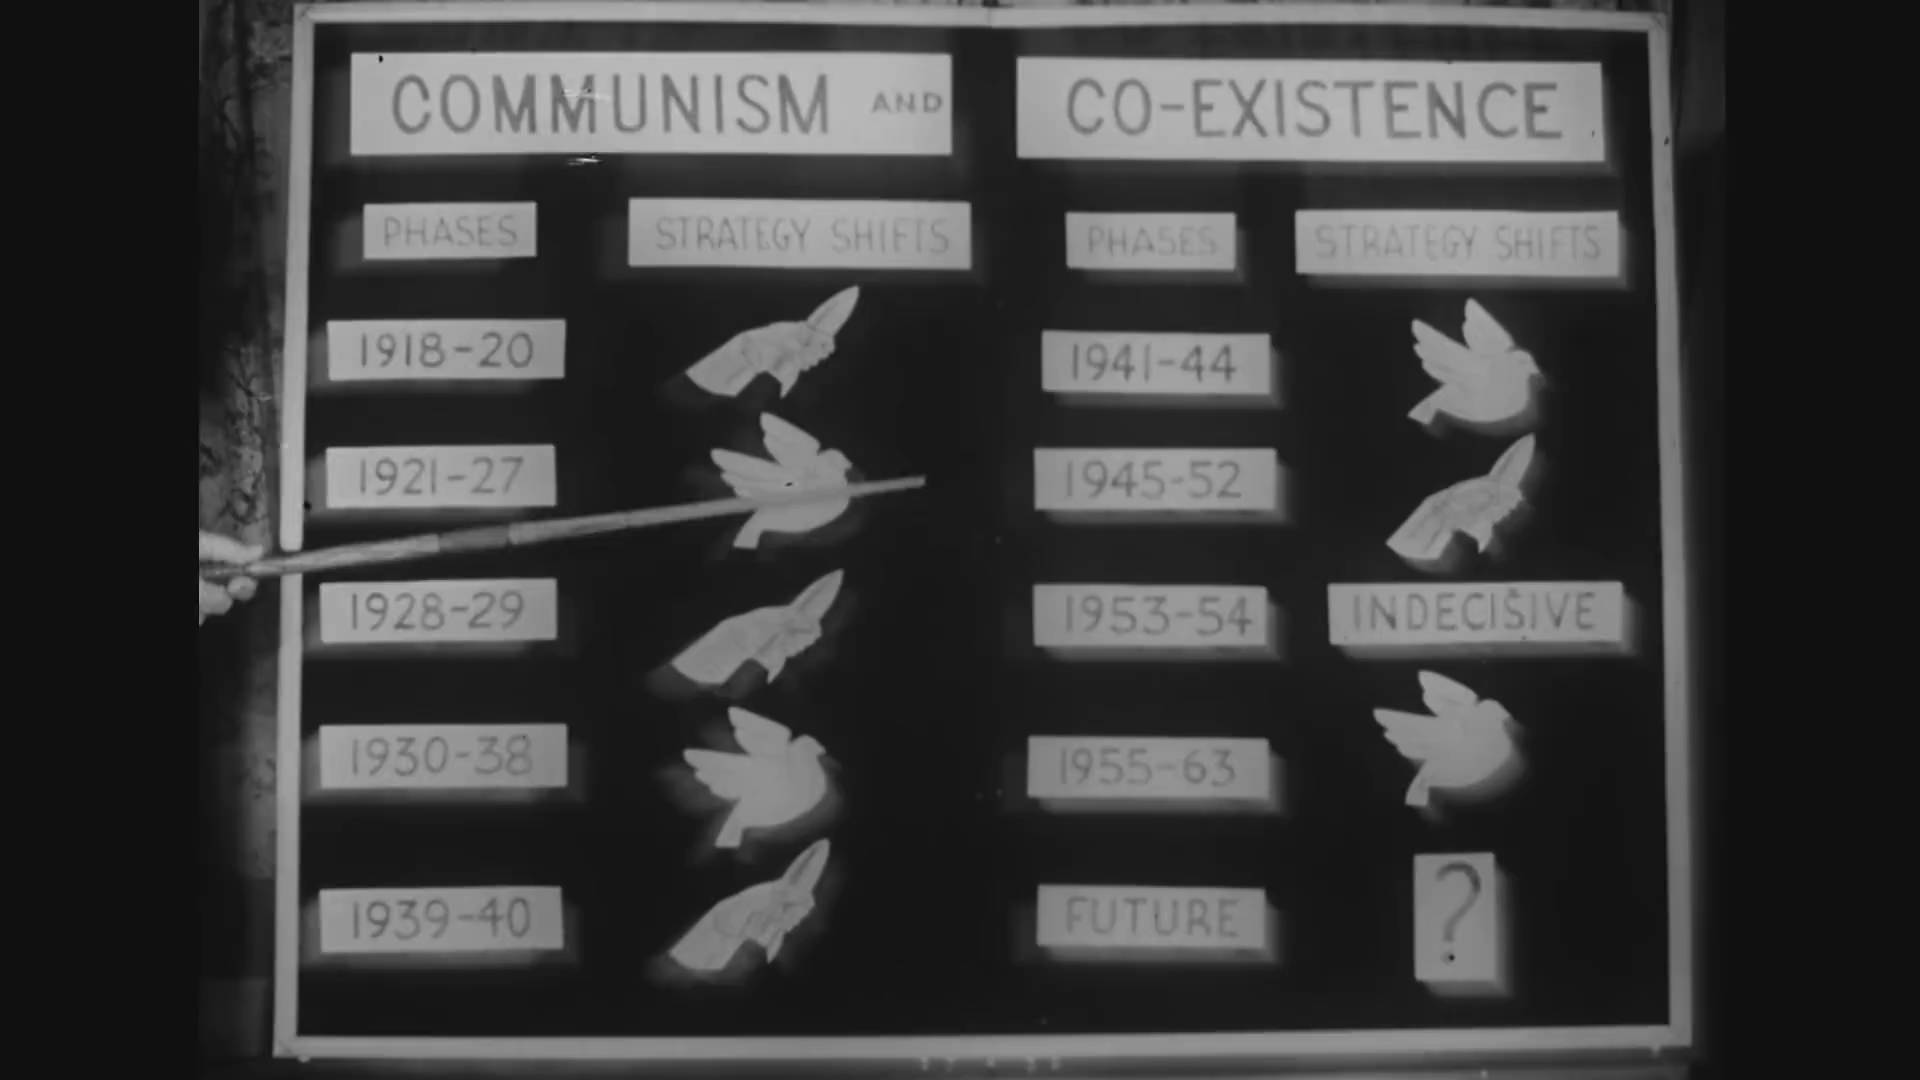 COMMUNISM AND CO-EXISTENCE
PHASES STRATEGY SHIFTS
1918-20
1921-27
1928-29
1930-38
1939-40
PHASES STRATEGY SHIFTS
1941-44
1945-52
1953-54 INDECISIVE
1955-63
FUTURE ?